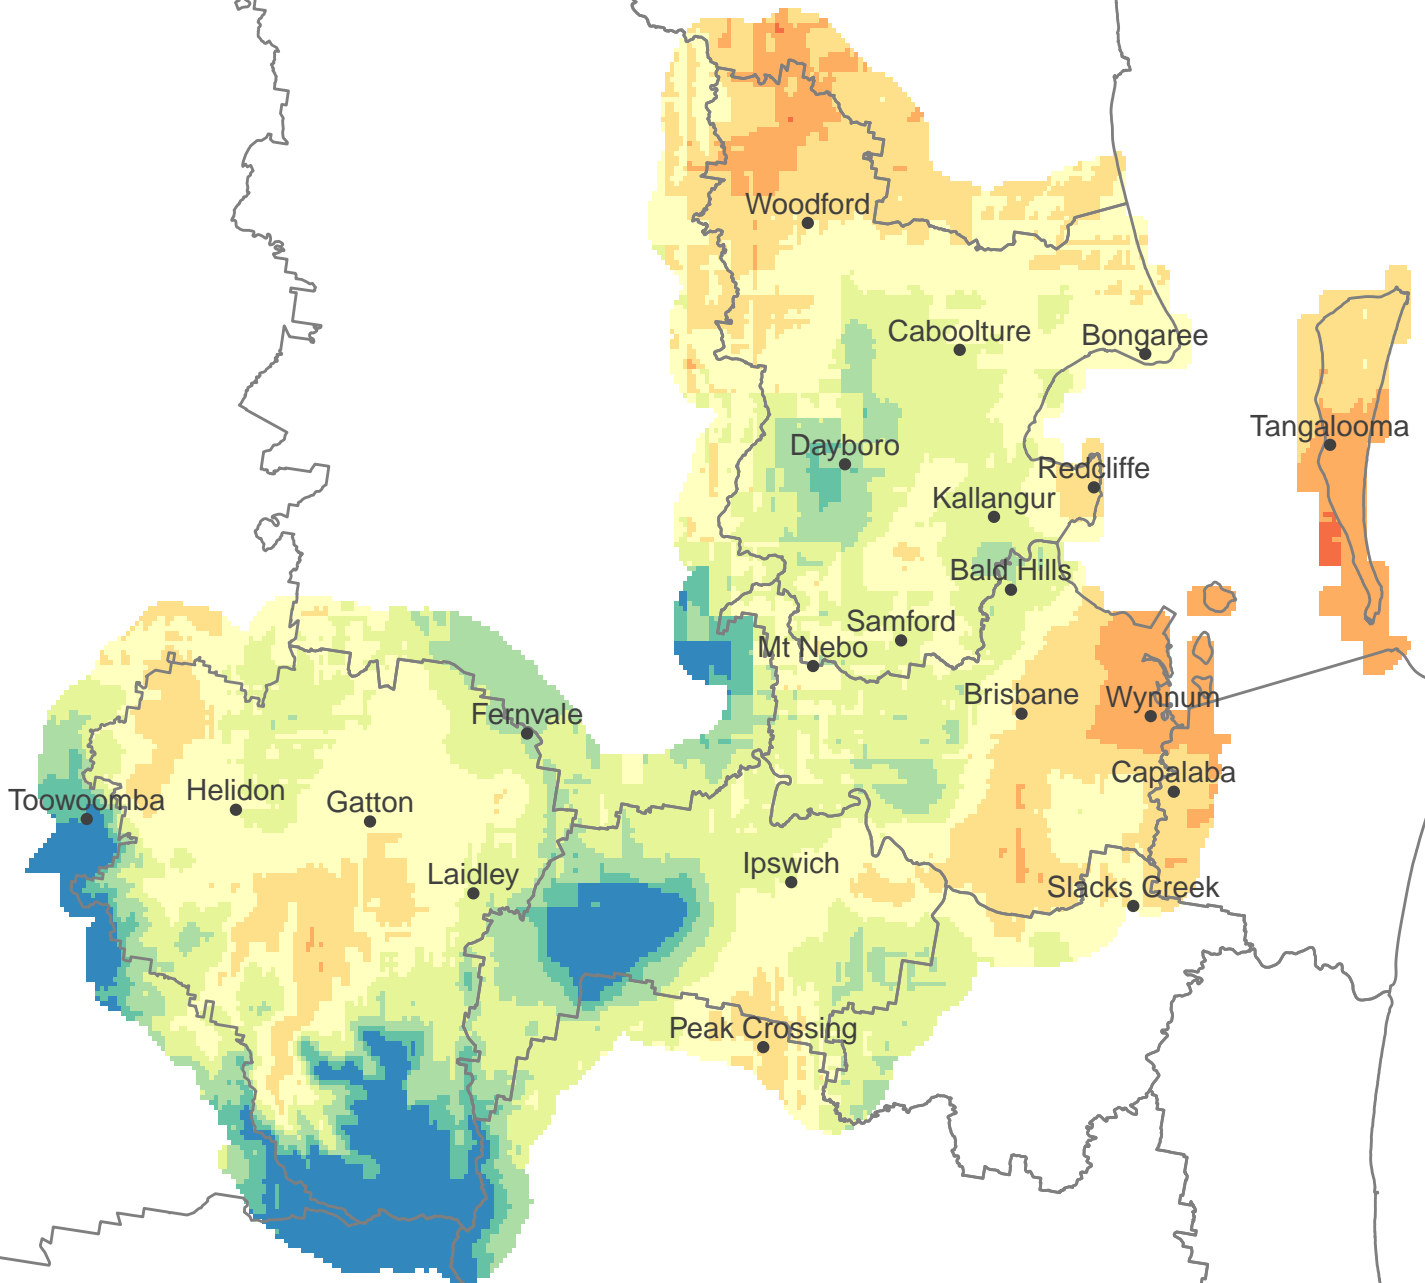 Woodford
Caboolture
Bongaree
Tangalooma
Dayboro
Redcliffe
Kallangur
Bald Hills
Samford
Mt Nebo
Brisbane
Wynnum
Fernvale
Capalaba
Toowoomba
Helidon
Gatton
Ipswich
Laidley
Slacks Creek
Peak Crossing